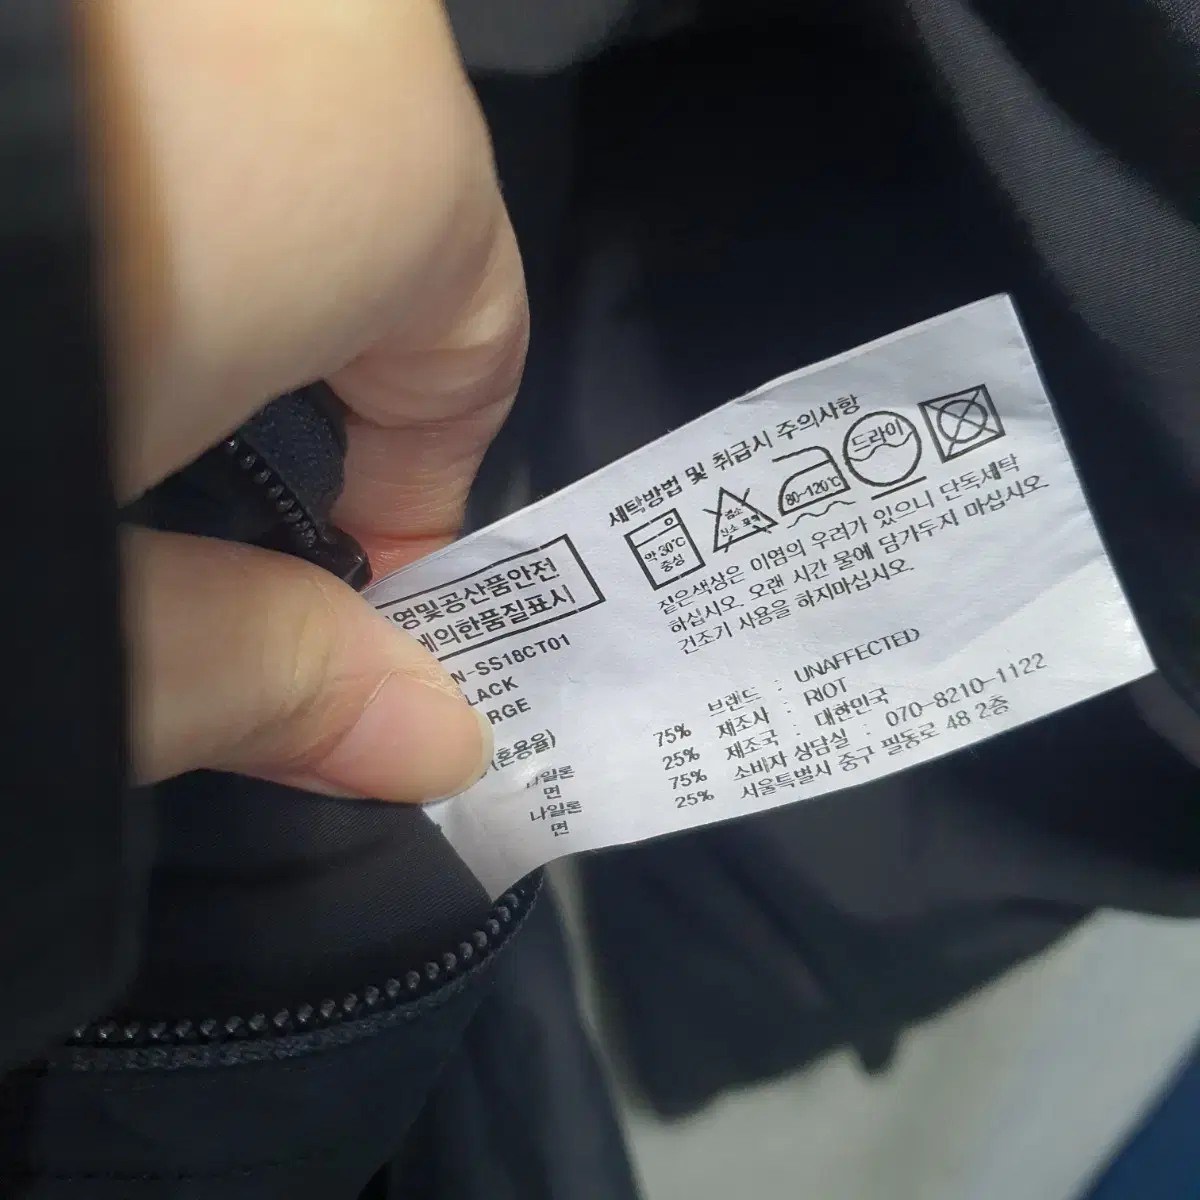 영및공산품안전
에의한품질표시
N-SS18CT01
LACK
RGE
(혼용율)
나일론 75%
면 25%
나일론 75%
면 25%
세탁방법 및 취급시 주의사항
약 30℃
중성
염소
산소 표백
80~120℃
드라이
짙은색상은 이염의 우려가 있으니 단독세탁
하십시오. 오랜 시간 물에 담가두지 마십시오.
건조기 사용을 하지마십시오.
브랜드 : UNAFFECTED
제조사 : RIOT
제조국 : 대한민국
소비자 상담실 : 070-8210-1122
서울특별시 중구 필동로 48 2층